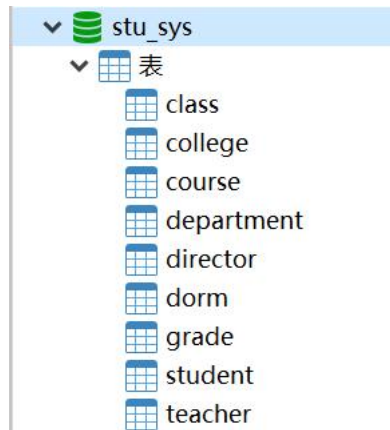 stu_sys
表
class
college
course
department
director
dorm
grade
student
teacher